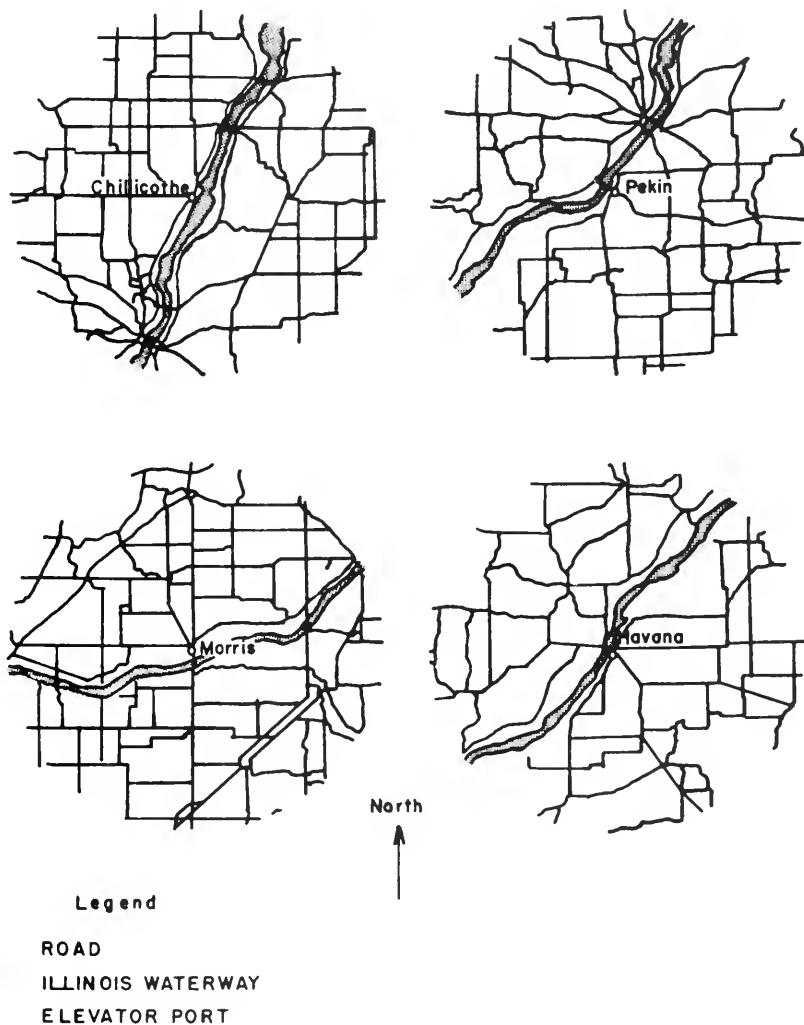 Chillicothe
Pekin
Morris
Havana
North
Legend
ROAD
ILLINOIS WATERWAY
ELEVATOR PORT